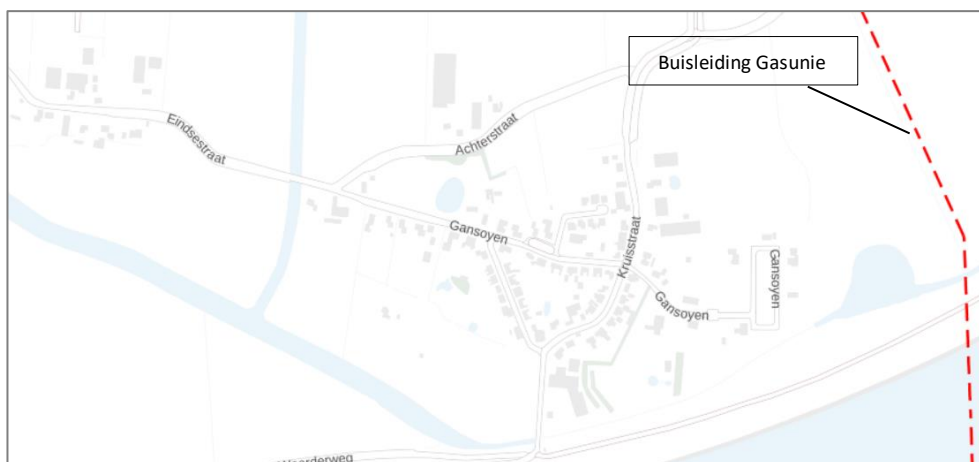 Buisleiding Gasunie
Eindsestraat
Achterstraat
Gansoyen
Kruisstraat
Gansoyen
Gansoyen